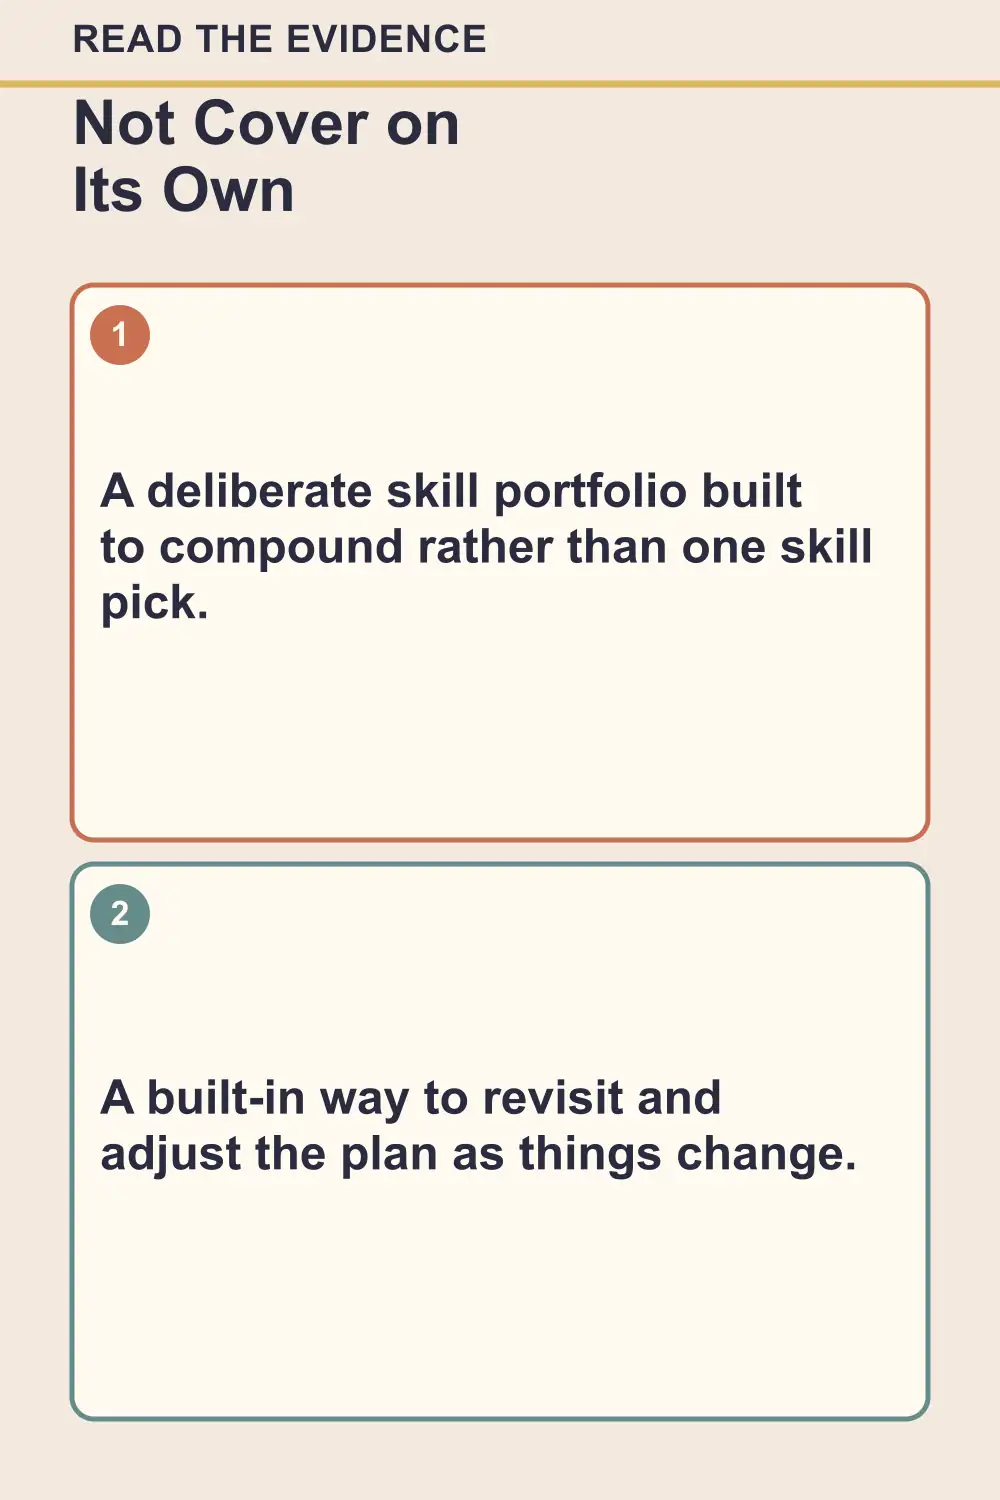 READ THE EVIDENCE
Not Cover on
Its Own
1
A deliberate skill portfolio built
to compound rather than one skill
pick.
2
A built-in way to revisit and
adjust the plan as things change.